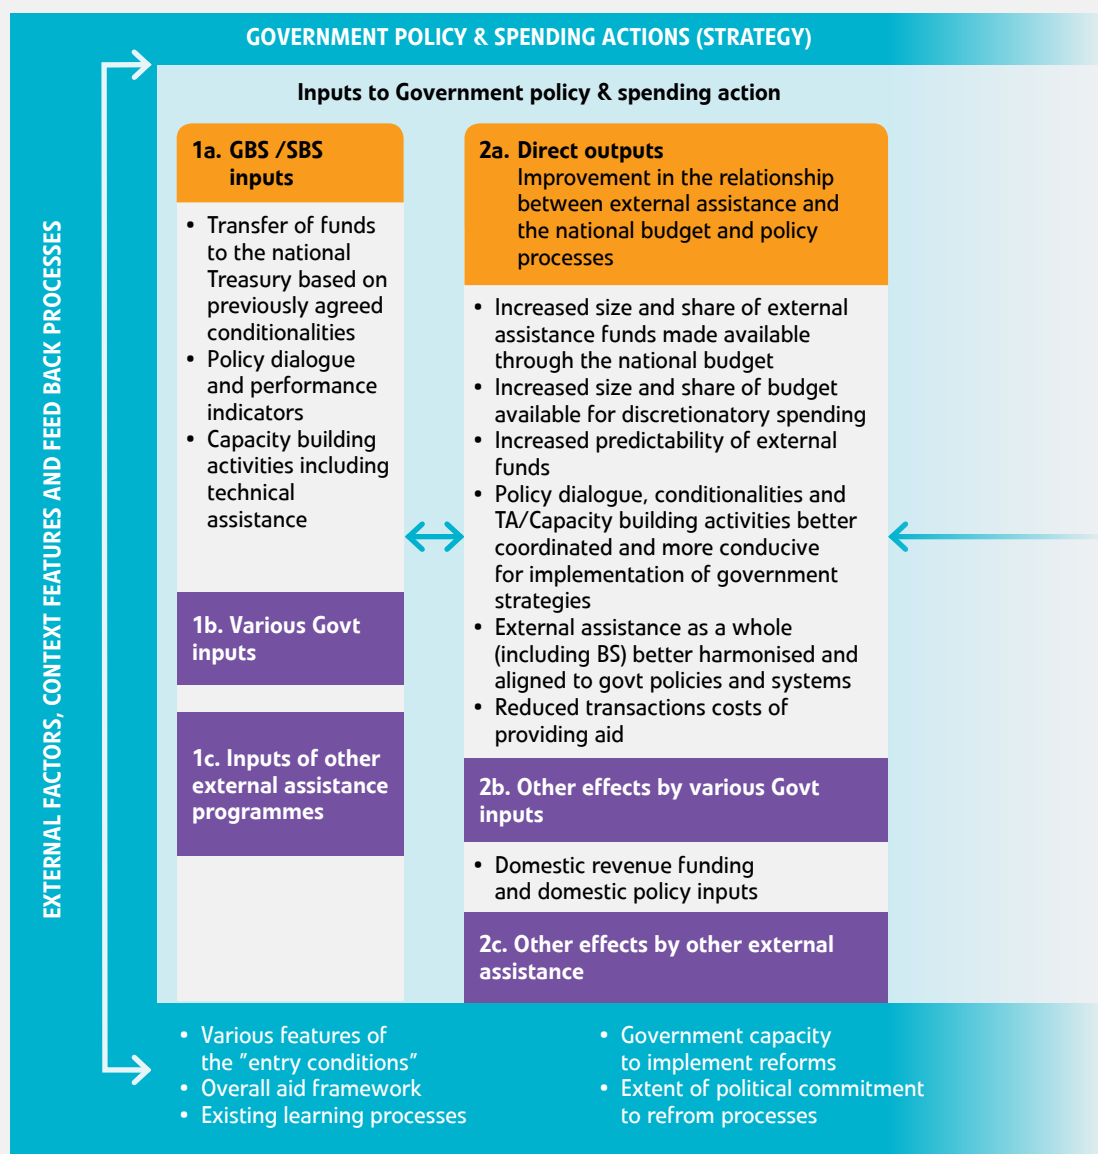 GOVERNMENT POLICY & SPENDING ACTIONS (STRATEGY)
EXTERNAL FACTORS, CONTEXT FEATURES AND FEED BACK PROCESSES
Inputs to Government policy & spending action
1a. GBS /SBS
inputs
• Transfer of funds
to the national
Treasury based on
previously agreed
conditionalities
• Policy dialogue
and performance
indicators
• Capacity building
activities including
technical
assistance
1b. Various Govt
inputs
1c. Inputs of other
external assistance
programmes
2a. Direct outputs
Improvement in the relationship
between external assistance and
the national budget and policy
processes
• Increased size and share of external
assistance funds made available
through the national budget
• Increased size and share of budget
available for discretionatory spending
• Increased predictability of external
funds
• Policy dialogue, conditionalities and
TA/Capacity building activities better
coordinated and more conducive
for implementation of government
strategies
• External assistance as a whole
(including BS) better harmonised and
aligned to govt policies and systems
• Reduced transactions costs of
providing aid
2b. Other effects by various Govt
inputs
• Domestic revenue funding
and domestic policy inputs
2c. Other effects by other external
assistance
• Various features of
the "entry conditions"
• Overall aid framework
• Existing learning processes
• Government capacity
to implement reforms
• Extent of political commitment
to refrom processes